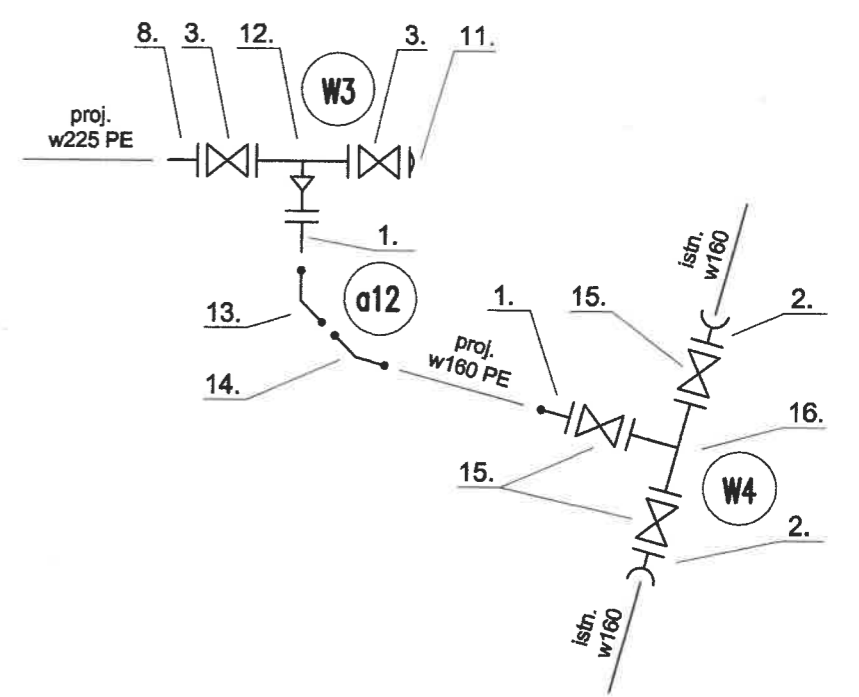 8.
3.
12.
3.
11.
W3
proj.
w225 PE
1.
a12
13.
14.
proj.
w160 PE
1.
15.
istn.
w160
2.
16.
15.
W4
2.
istn.
w160